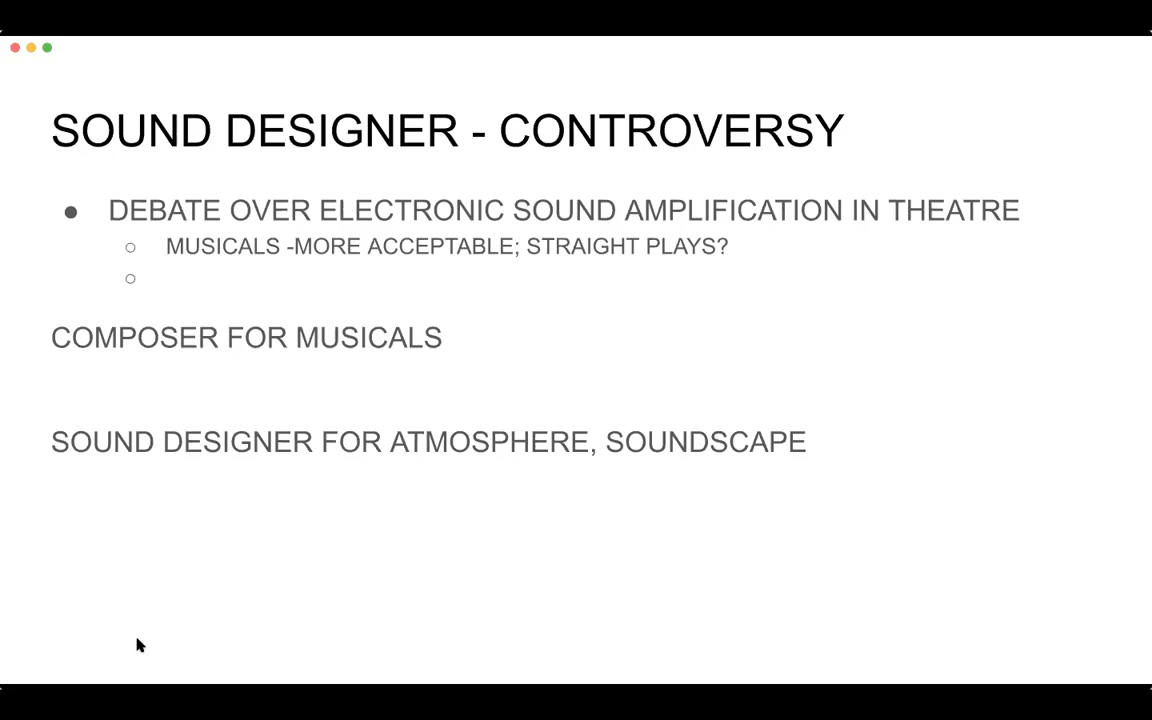 SOUND DESIGNER - CONTROVERSY
● DEBATE OVER ELECTRONIC SOUND AMPLIFICATION IN THEATRE
○ MUSICALS -MORE ACCEPTABLE; STRAIGHT PLAYS?
○
COMPOSER FOR MUSICALS
SOUND DESIGNER FOR ATMOSPHERE, SOUNDSCAPE